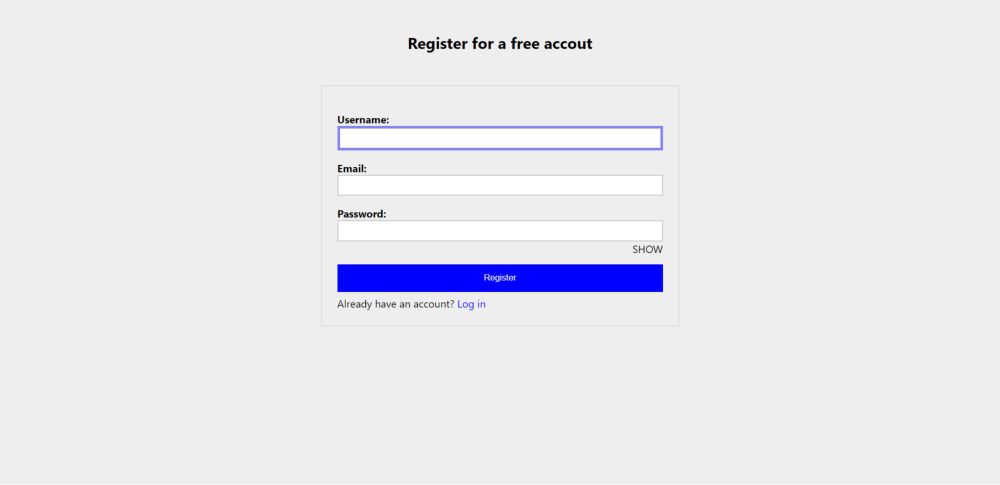 Register for a free accout
Username:
Email:
Password:
SHOW
Register
Already have an account? Log in